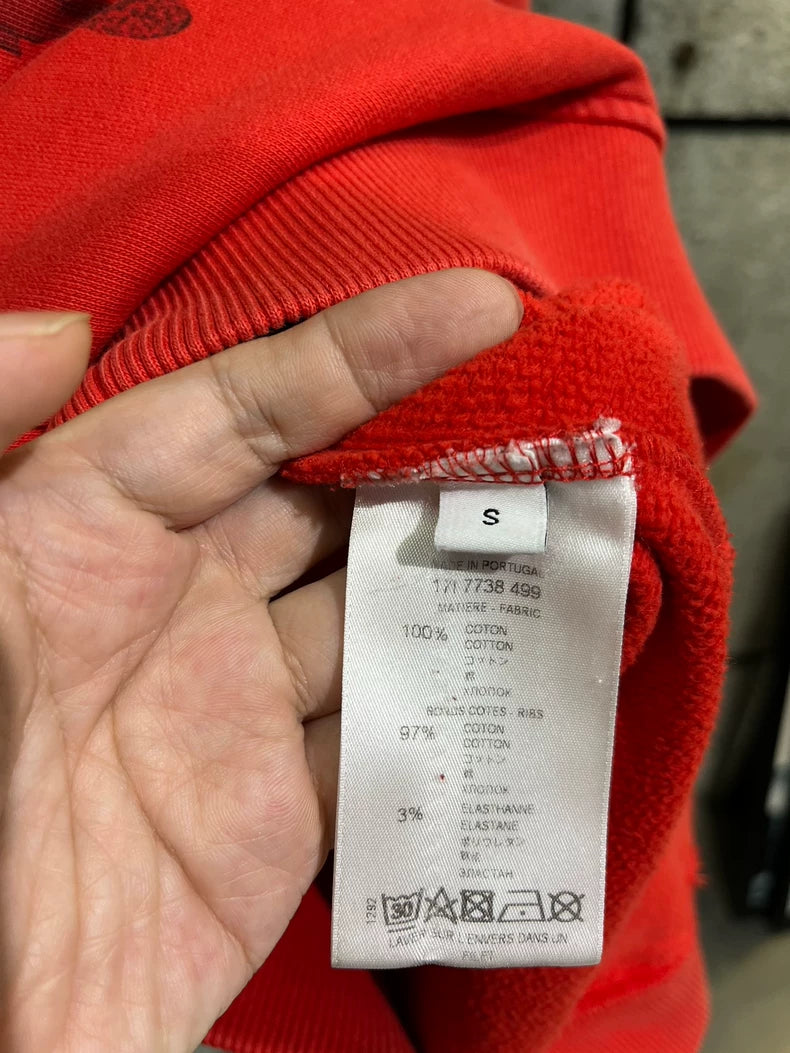 S
MADE IN PORTUGAL
17I 7738 499
MATIERE - FABRIC
100% COTON
COTTON
コットン
棉
ХЛОПОК
BORDS COTES - RIBS
97% COTON
COTTON
コットン
棉
ХЛОПОК
3% ELASTHANNE
ELASTANE
ポリウレタン
ЭЛАСТАН
1292
30
LAVER SUR L'ENVERS DANS UN
FILET